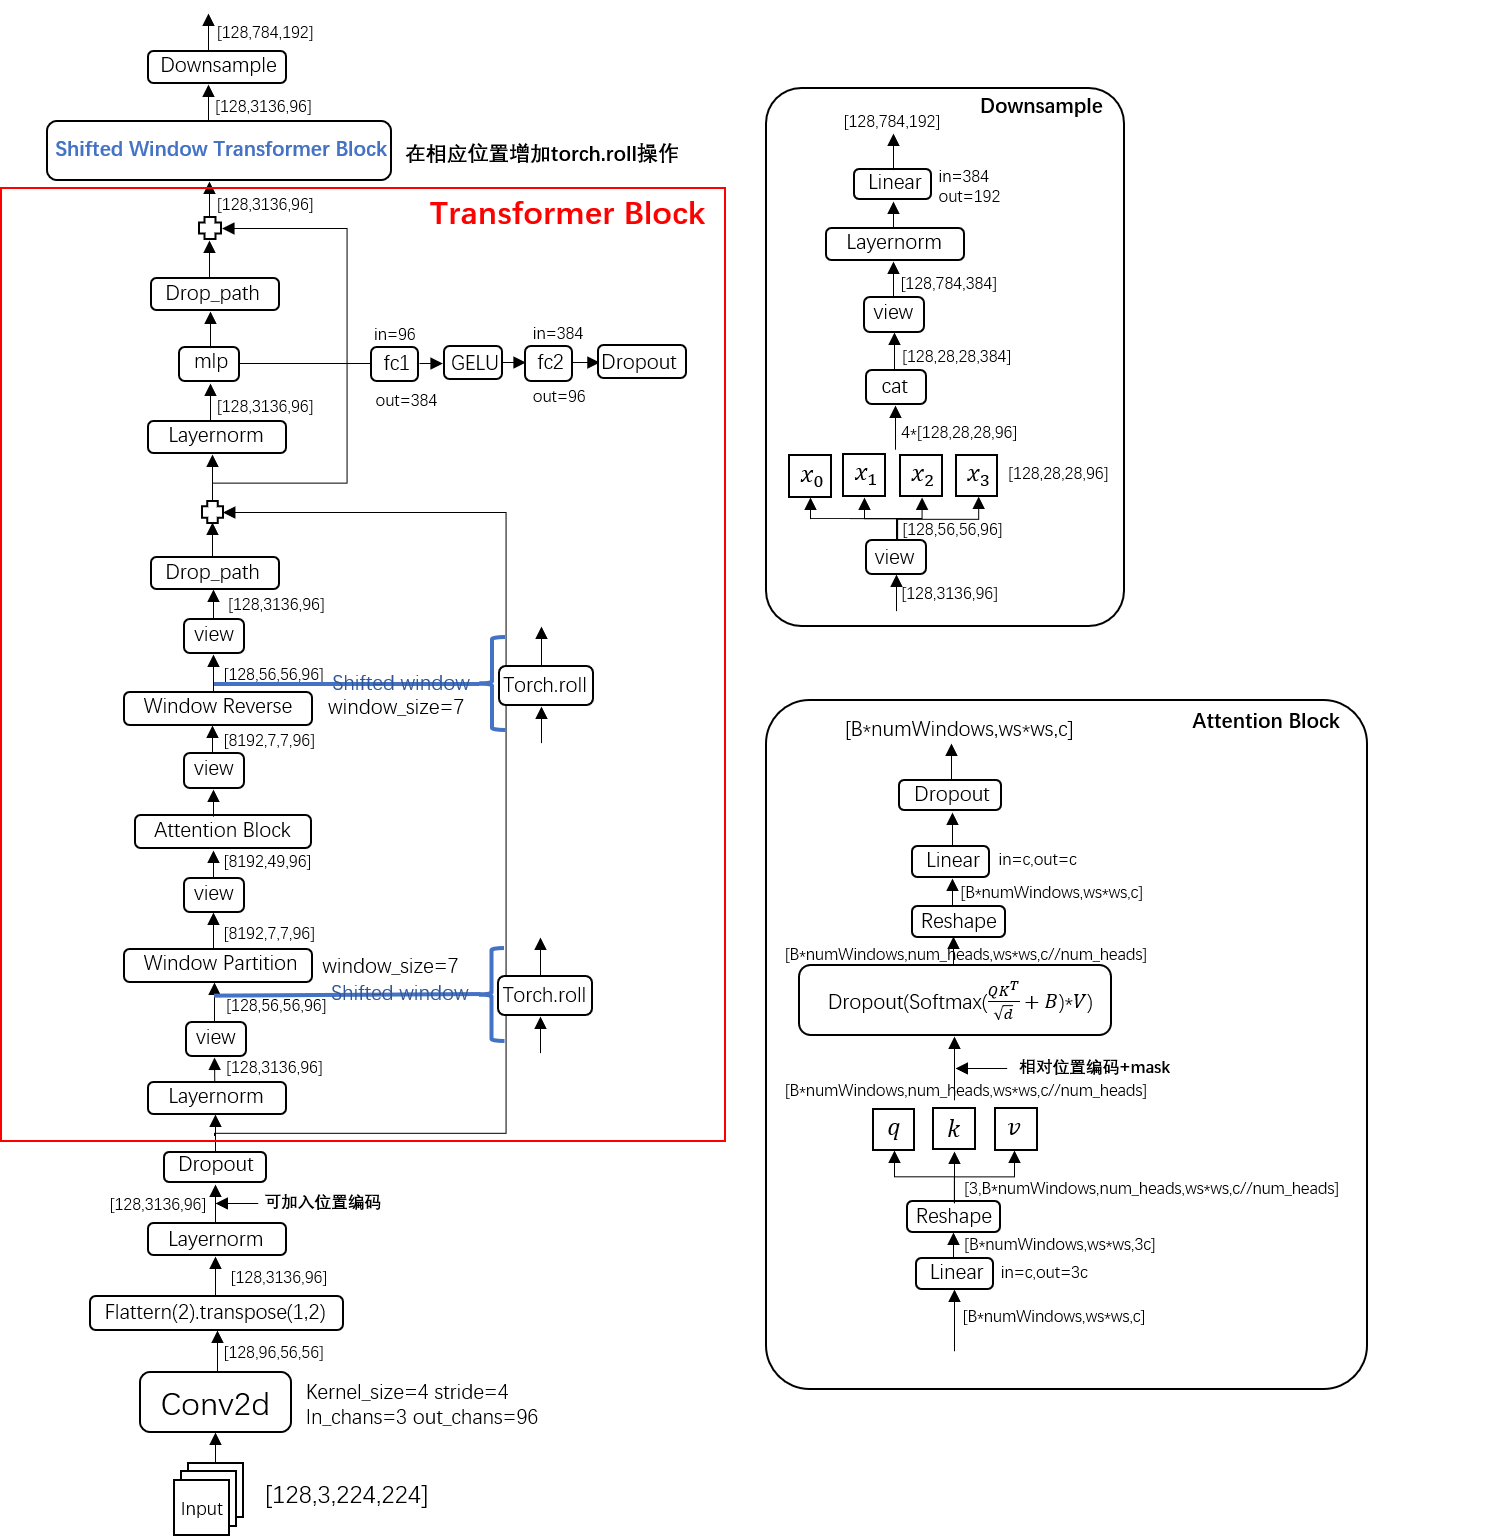 [128,784,192]
Downsample
[128,3136,96]
Shifted Window Transformer Block
在相应位置增加torch.roll操作
[128,3136,96]
Transformer Block
Drop_path
mlp
in=96
fc1
out=384
GELU
in=384
fc2
out=96
Dropout
[128,3136,96]
Layernorm
Drop_path
[128,3136,96]
view
[128,56,56,96]
Shifted window
Torch.roll
Window Reverse
window_size=7
[8192,7,7,96]
view
Attention Block
[8192,49,96]
view
[8192,7,7,96]
Window Partition
window_size=7
Shifted window
Torch.roll
[128,56,56,96]
view
[128,3136,96]
Layernorm
Dropout
[128,3136,96]
可加入位置编码
Layernorm
[128,3136,96]
Flattern(2).transpose(1,2)
[128,96,56,56]
Conv2d
Kernel_size=4 stride=4
In_chans=3 out_chans=96
Input
[128,3,224,224]
Downsample
[128,784,192]
Linear
in=384
out=192
Layernorm
[128,784,384]
view
[128,28,28,384]
cat
4*[128,28,28,96]
x₀ x₁ x₂ x₃ [128,28,28,96]
[128,56,56,96]
view
[128,3136,96]
Attention Block
[B*numWindows,ws*ws,c]
Dropout
Linear
in=c,out=c
[B*numWindows,ws*ws,c]
Reshape
[B*numWindows,num_heads,ws*ws,c//num_heads]
Dropout(Softmax(QKᵀ/√d + B)*V)
相对位置编码+mask
[B*numWindows,num_heads,ws*ws,c//num_heads]
q k v
[3,B*numWindows,num_heads,ws*ws,c//num_heads]
Reshape
[B*numWindows,ws*ws,3c]
Linear
in=c,out=3c
[B*numWindows,ws*ws,c]